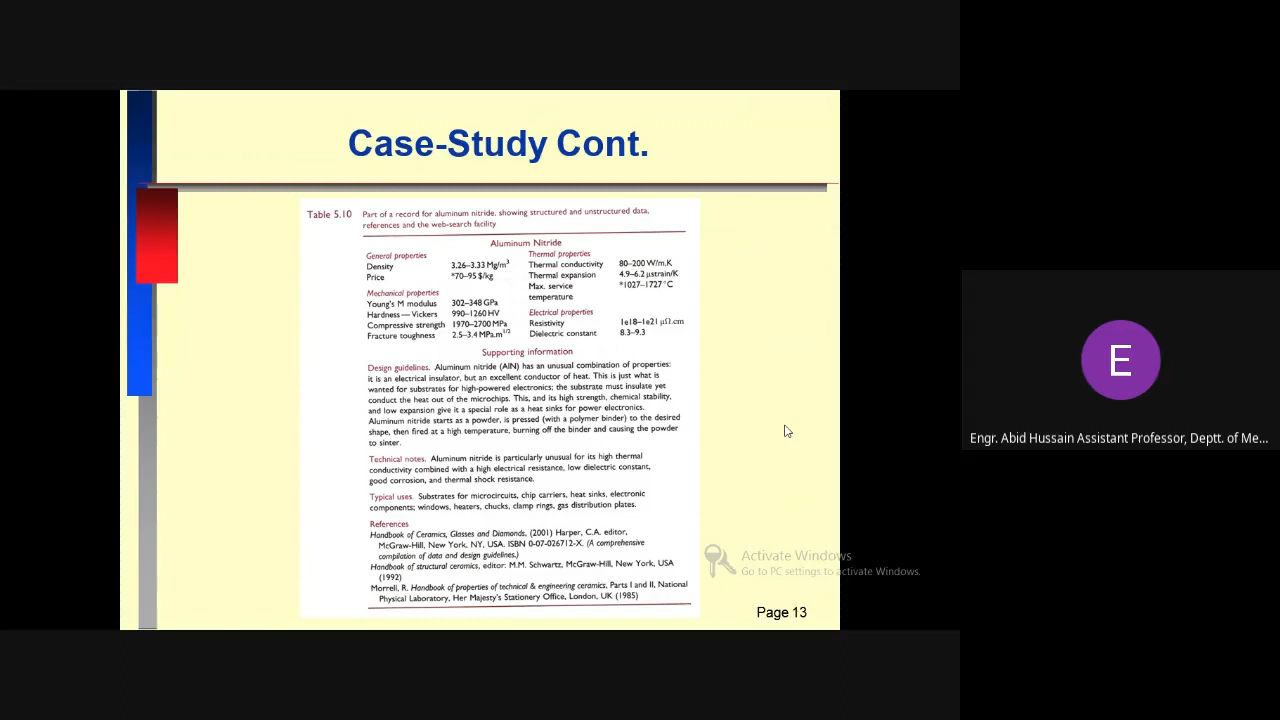 Case-Study Cont.
Table 5.10 Part of a record for aluminum nitride, showing structured and unstructured data,
references and the web-search facility
Aluminum Nitride
General properties
Density 3.26–3.33 Mg/m3
Price *70–95 $/kg
Mechanical properties
Young's M modulus 302–348 GPa
Hardness — Vickers 990–1260 HV
Compressive strength 1970–2700 MPa
Fracture toughness 2.5–3.4 MPa.m1/2
Thermal properties
Thermal conductivity 80–200 W/m.K
Thermal expansion 4.9–6.2 μstrain/K
Max. service *1027–1727 °C
temperature
Electrical properties
Resistivity 1e18–1e21 μΩ.cm
Dielectric constant 8.3–9.3
Supporting information
Design guidelines. Aluminum nitride (AlN) has an unusual combination of properties:
it is an electrical insulator, but an excellent conductor of heat. This is just what is
wanted for substrates for high-powered electronics; the substrate must insulate yet
conduct the heat out of the microchips. This, and its high strength, chemical stability,
and low expansion give it a special role as a heat sinks for power electronics.
Aluminum nitride starts as a powder, is pressed (with a polymer binder) to the desired
shape, then fired at a high temperature, burning off the binder and causing the powder
to sinter.
Technical notes. Aluminum nitride is particularly unusual for its high thermal
conductivity combined with a high electrical resistance, low dielectric constant,
good corrosion, and thermal shock resistance.
Typical uses. Substrates for microcircuits, chip carriers, heat sinks, electronic
components; windows, heaters, chucks, clamp rings, gas distribution plates.
References
Handbook of Ceramics, Glasses and Diamonds, (2001) Harper, C.A. editor,
McGraw-Hill, New York, NY, USA. ISBN 0-07-026712-X. (A comprehensive
compilation of data and design guidelines.)
Handbook of structural ceramics, editor: M.M. Schwartz, McGraw-Hill, New York, USA
(1992)
Morrell, R. Handbook of properties of technical & engineering ceramics, Parts I and II, National
Physical Laboratory, Her Majesty's Stationery Office, London, UK (1985)
Page 13
Activate Windows
Go to PC settings to activate Windows.
E
Engr. Abid Hussain Assistant Professor, Deptt. of Me...